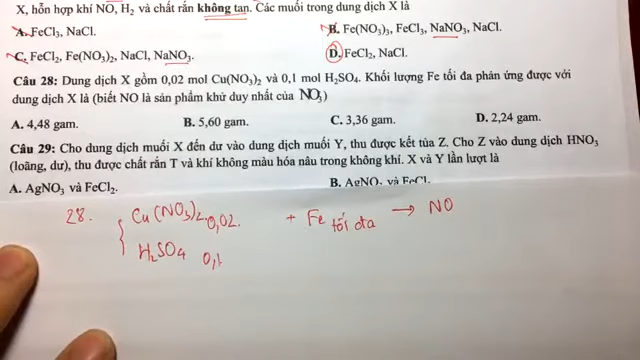 X, hỗn hợp khí NO, H₂ và chất rắn không tan. Các muối trong dung dịch X là
A. FeCl₃, NaCl. B. Fe(NO₃)₃, FeCl₃, NaNO₃, NaCl.
C. FeCl₂, Fe(NO₃)₂, NaCl, NaNO₃. D. FeCl₂, NaCl.
Câu 28: Dung dịch X gồm 0,02 mol Cu(NO₃)₂ và 0,1 mol H₂SO₄. Khối lượng Fe tối đa phản ứng được với
dung dịch X là (biết NO là sản phẩm khử duy nhất của NO₃⁻)
A. 4,48 gam. B. 5,60 gam. C. 3,36 gam. D. 2,24 gam.
Câu 29: Cho dung dịch muối X đến dư vào dung dịch muối Y, thu được kết tủa Z. Cho Z vào dung dịch HNO₃
(loãng, dư), thu được chất rắn T và khí không màu hóa nâu trong không khí. X và Y lần lượt là
A. AgNO₃ và FeCl₂. B. AgNO₃ và FeCl₃.
28. Cu(NO₃)₂ 0,02 + Fe tối đa → NO
H₂SO₄ 0,1